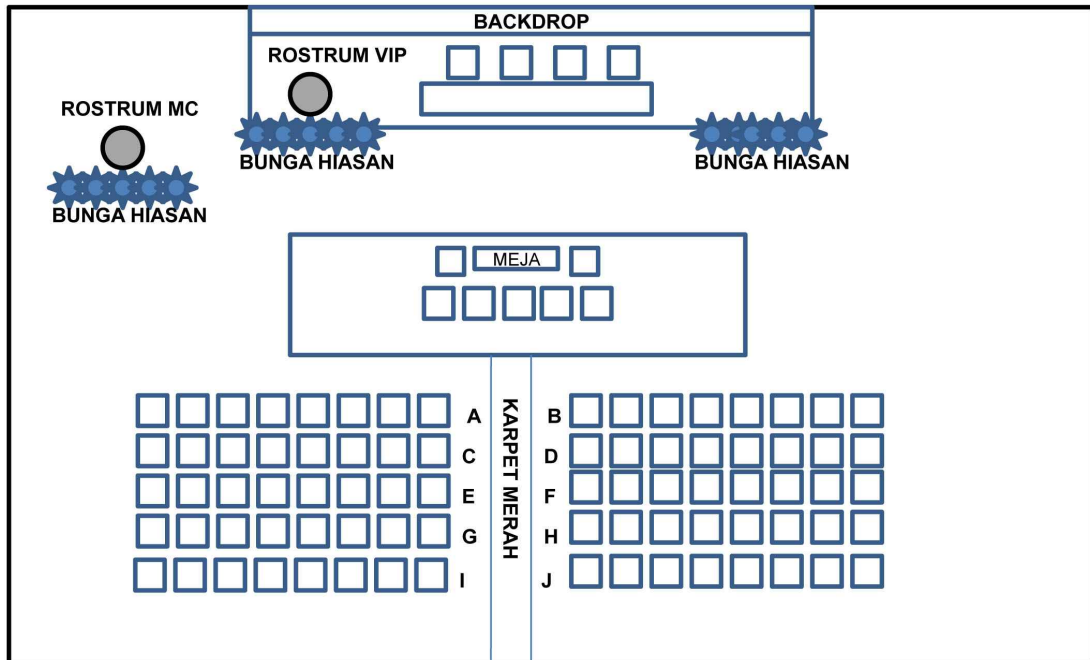 BACKDROP
ROSTRUM VIP
ROSTRUM MC
BUNGA HIASAN
BUNGA HIASAN
BUNGA HIASAN
MEJA
KARPET MERAH
A
B
C
D
E
F
G
H
I
J